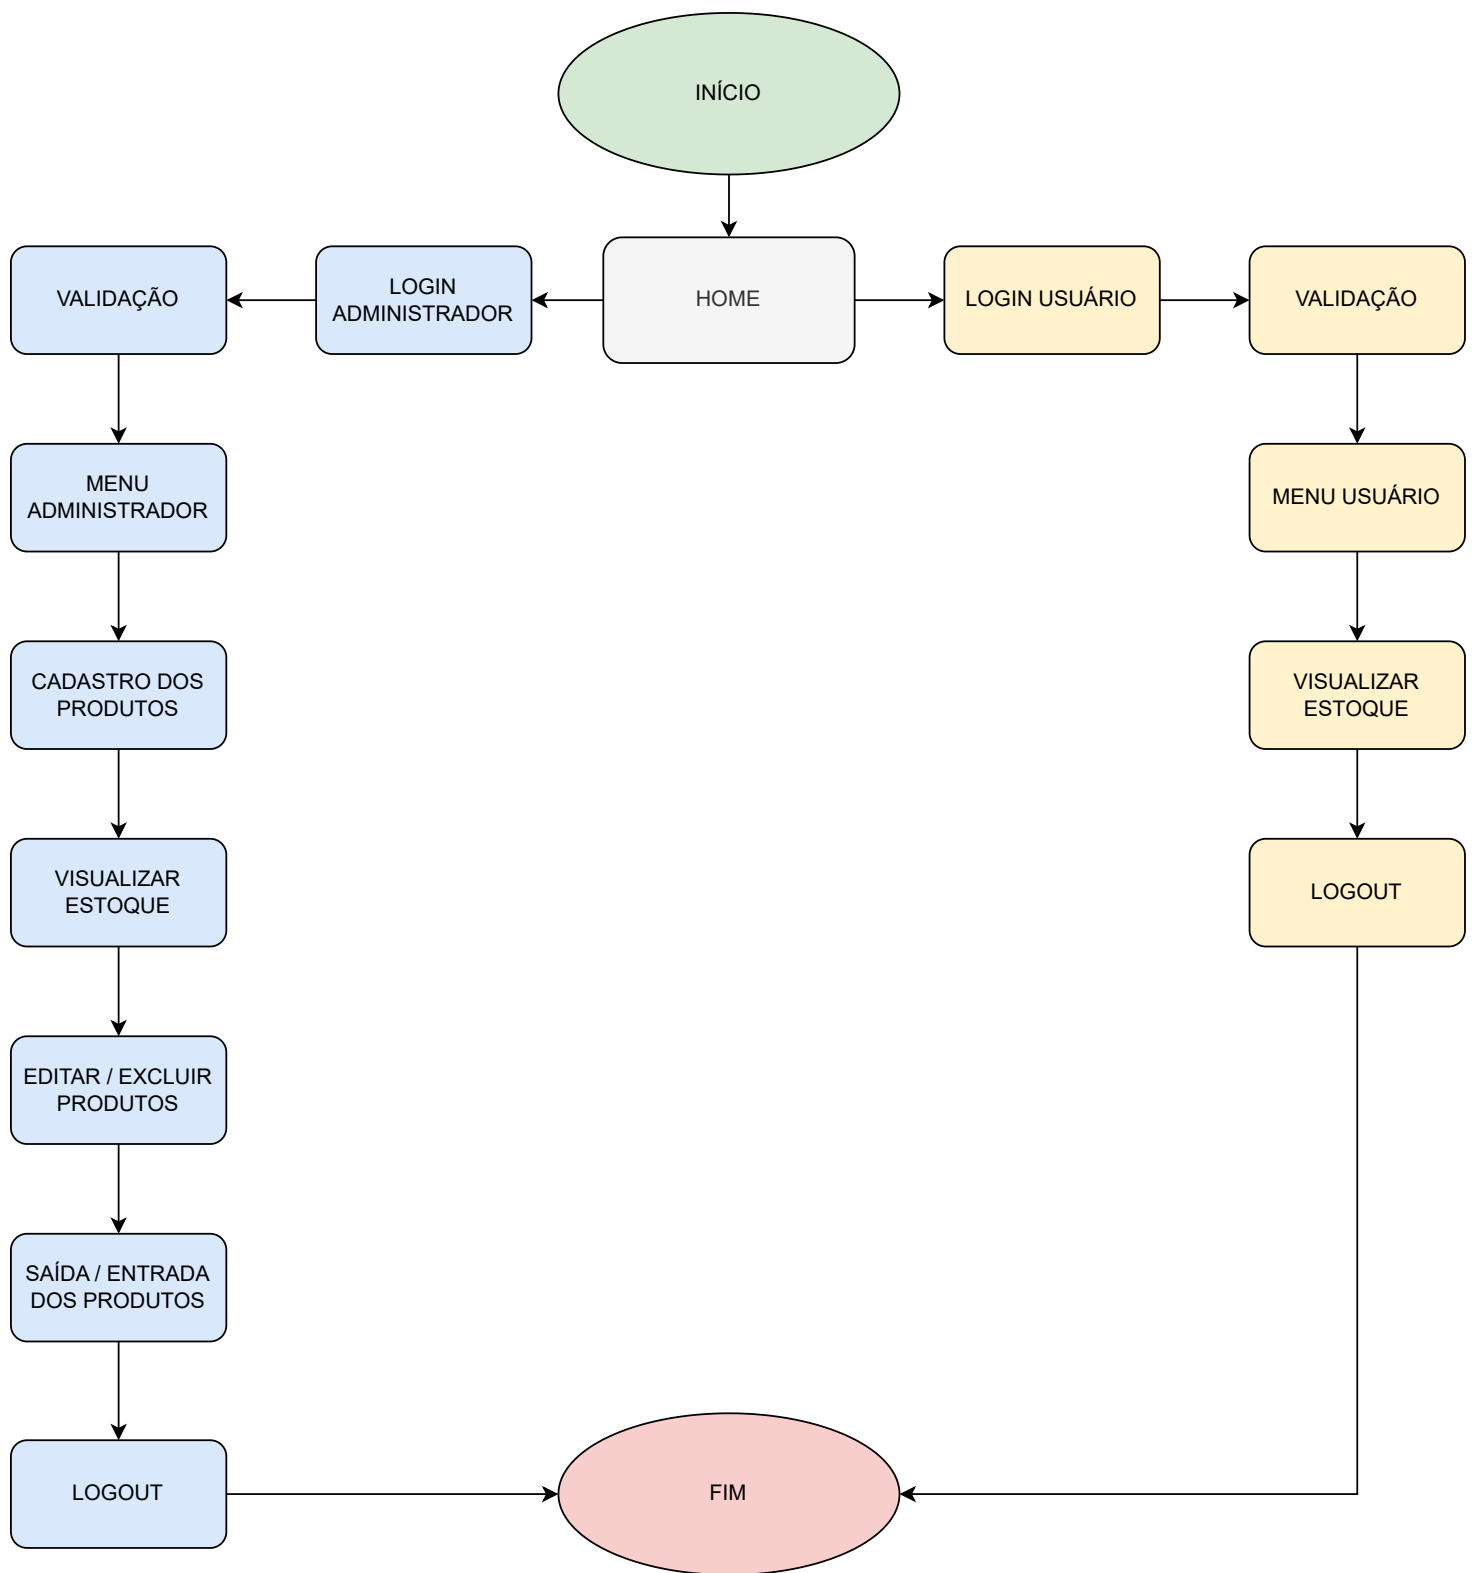 INÍCIO
VALIDAÇÃO
LOGIN
ADMINISTRADOR
HOME
LOGIN USUÁRIO
VALIDAÇÃO
MENU
ADMINISTRADOR
MENU USUÁRIO
CADASTRO DOS
PRODUTOS
VISUALIZAR
ESTOQUE
VISUALIZAR
ESTOQUE
LOGOUT
EDITAR / EXCLUIR
PRODUTOS
SAÍDA / ENTRADA
DOS PRODUTOS
LOGOUT
FIM